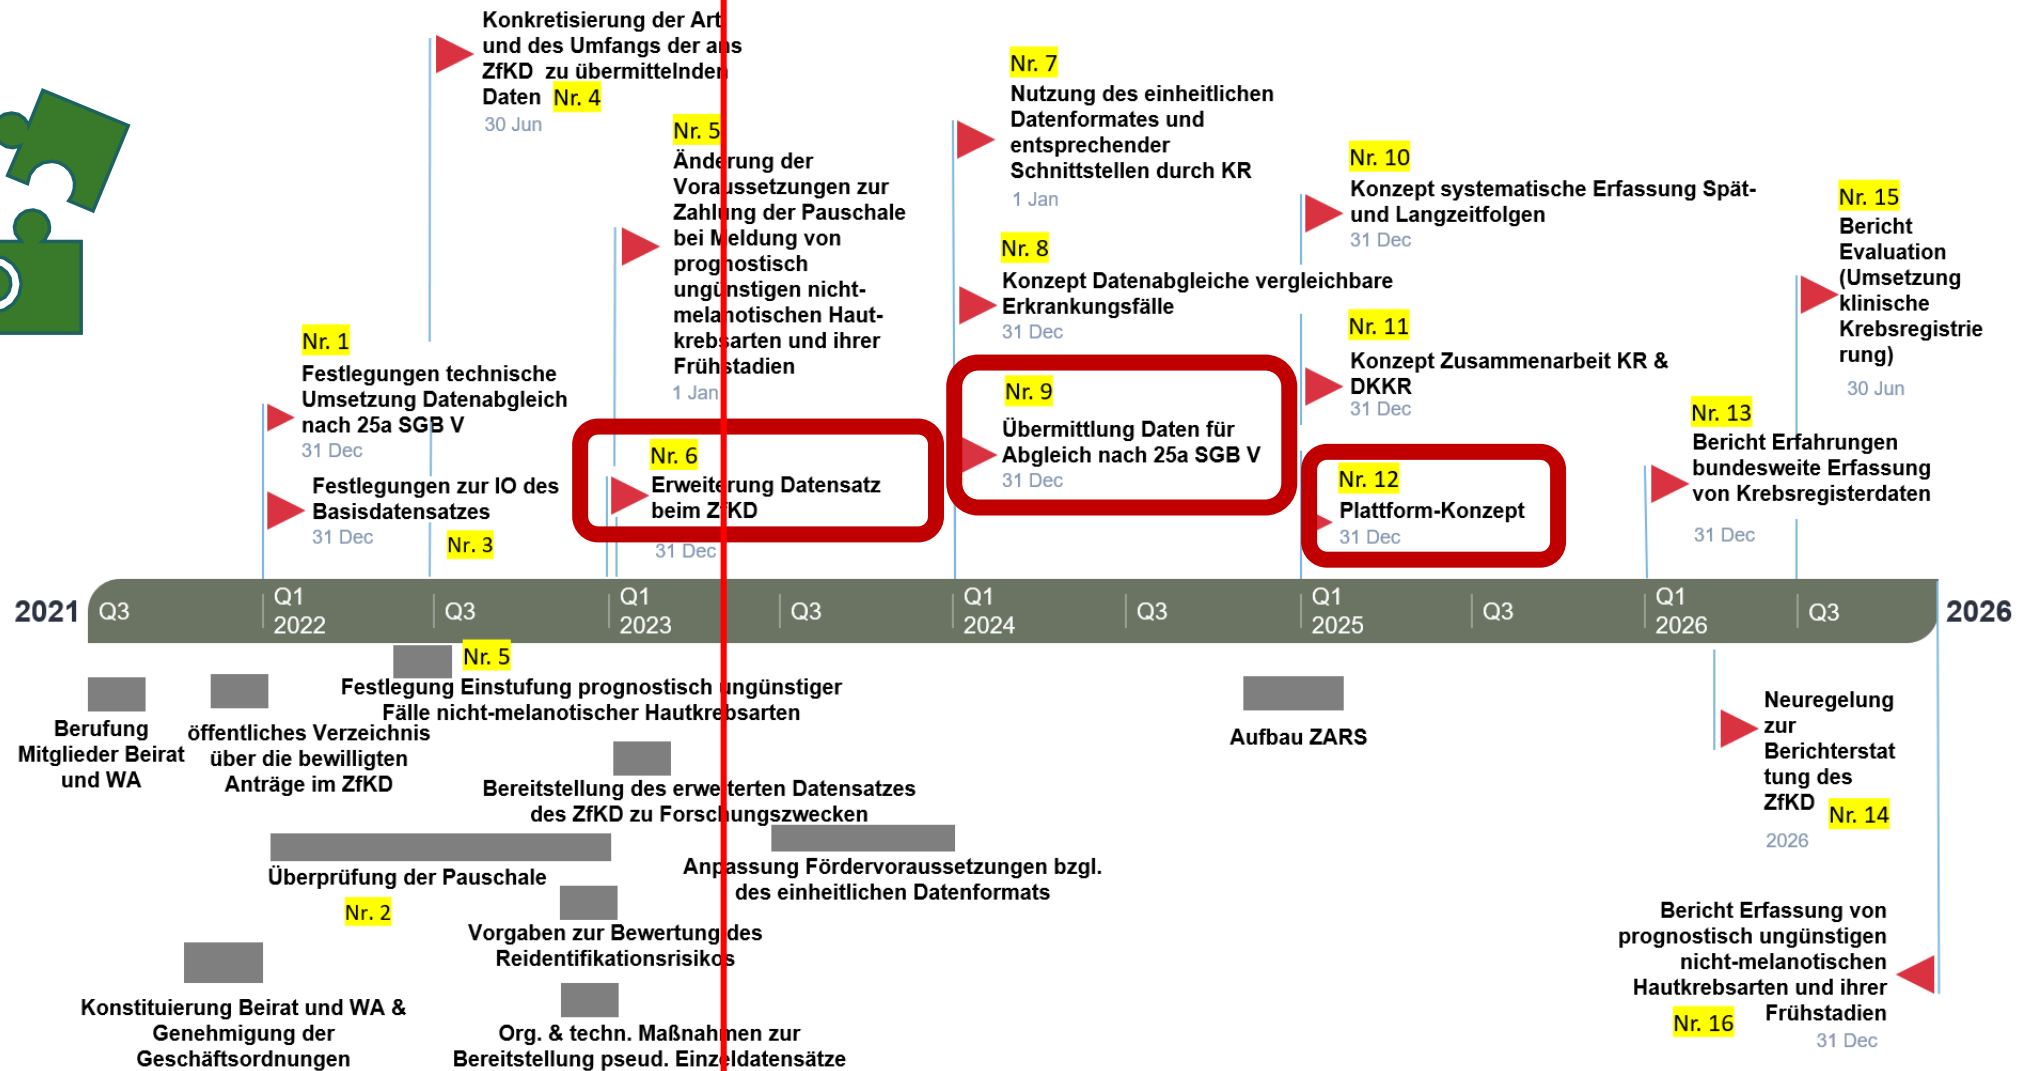 Konkretisierung der Art
und des Umfangs der ans
ZfKD zu übermittelnden
Daten Nr. 4
30 Jun
Nr. 5
Änderung der
Voraussetzungen zur
Zahlung der Pauschale
bei Meldung von
prognostisch
ungünstigen nicht-
melanotischen Haut-
krebsarten und ihrer
Frühstadien
1 Jan
Nr. 7
Nutzung des einheitlichen
Datenformates und
entsprechender
Schnittstellen durch KR
1 Jan
Nr. 8
Konzept Datenabgleiche vergleichbare
Erkrankungsfälle
31 Dec
Nr. 10
Konzept systematische Erfassung Spät-
und Langzeitfolgen
31 Dec
Nr. 15
Bericht
Evaluation
(Umsetzung
klinische
Krebsregistrie
rung)
30 Jun
Nr. 1
Festlegungen technische
Umsetzung Datenabgleich
nach 25a SGB V
31 Dec
Festlegungen zur IO des
Basisdatensatzes
31 Dec
Nr. 3
Nr. 6
Erweiterung Datensatz
beim ZfKD
31 Dec
Nr. 9
Übermittlung Daten für
Abgleich nach 25a SGB V
31 Dec
Nr. 11
Konzept Zusammenarbeit KR &
DKKR
31 Dec
Nr. 12
Plattform-Konzept
31 Dec
Nr. 13
Bericht Erfahrungen
bundesweite Erfassung
von Krebsregisterdaten
31 Dec
2021 Q3 Q1 2022 Q3 Q1 2023 Q3 Q1 2024 Q3 Q1 2025 Q3 Q1 2026 Q3 2026
Nr. 5
Festlegung Einstufung prognostisch ungünstiger
Fälle nicht-melanotischer Hautkrebsarten
Berufung
Mitglieder Beirat
und WA
öffentliches Verzeichnis
über die bewilligten
Anträge im ZfKD
Bereitstellung des erweiterten Datensatzes
des ZfKD zu Forschungszwecken
Aufbau ZARS
Neuregelung
zur
Berichterstat
tung des
ZfKD
Nr. 14
2026
Überprüfung der Pauschale
Nr. 2
Anpassung Fördervoraussetzungen bzgl.
des einheitlichen Datenformats
Vorgaben zur Bewertung des
Reidentifikationsrisikos
Konstituierung Beirat und WA &
Genehmigung der
Geschäftsordnungen
Org. & techn. Maßnahmen zur
Bereitstellung pseud. Einzeldatensätze
Bericht Erfassung von
prognostisch ungünstigen
nicht-melanotischen
Hautkrebsarten und ihrer
Frühstadien
Nr. 16
31 Dec